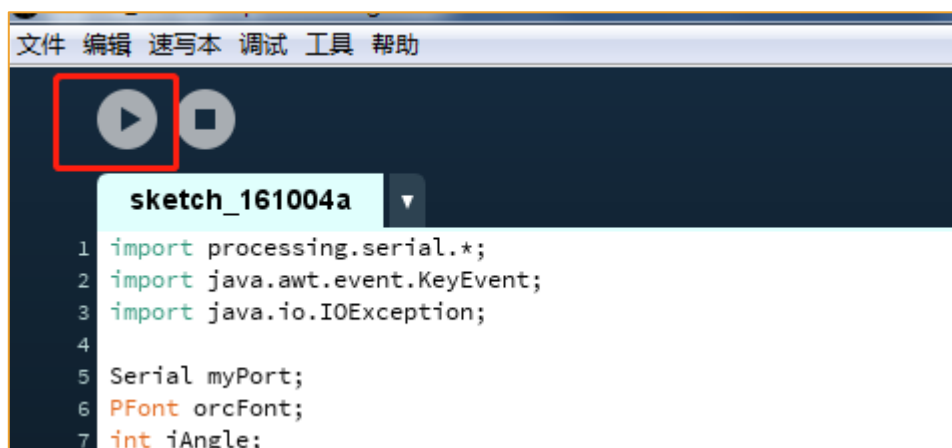 文件 编辑 速写本 调试 工具 帮助
sketch_161004a ▼
1 import processing.serial.*;
2 import java.awt.event.KeyEvent;
3 import java.io.IOException;
4
5 Serial myPort;
6 PFont orcFont;
7 int iAngle;